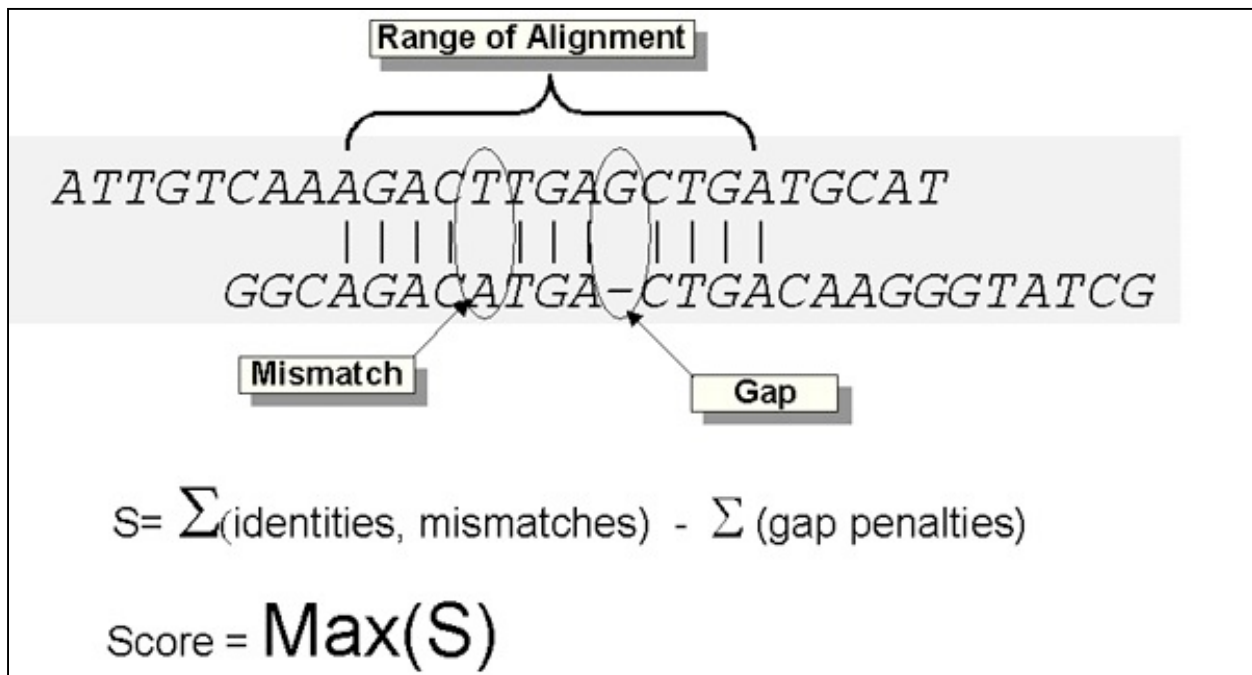 Range of Alignment
ATTGTCAAAGACTTGAGCTGATGCAT
||||||||||| 
GGCAGACATGA-CTGACAAGGGTATCG
Mismatch
Gap
S= Σ(identities, mismatches) - Σ (gap penalties)
Score = Max(S)